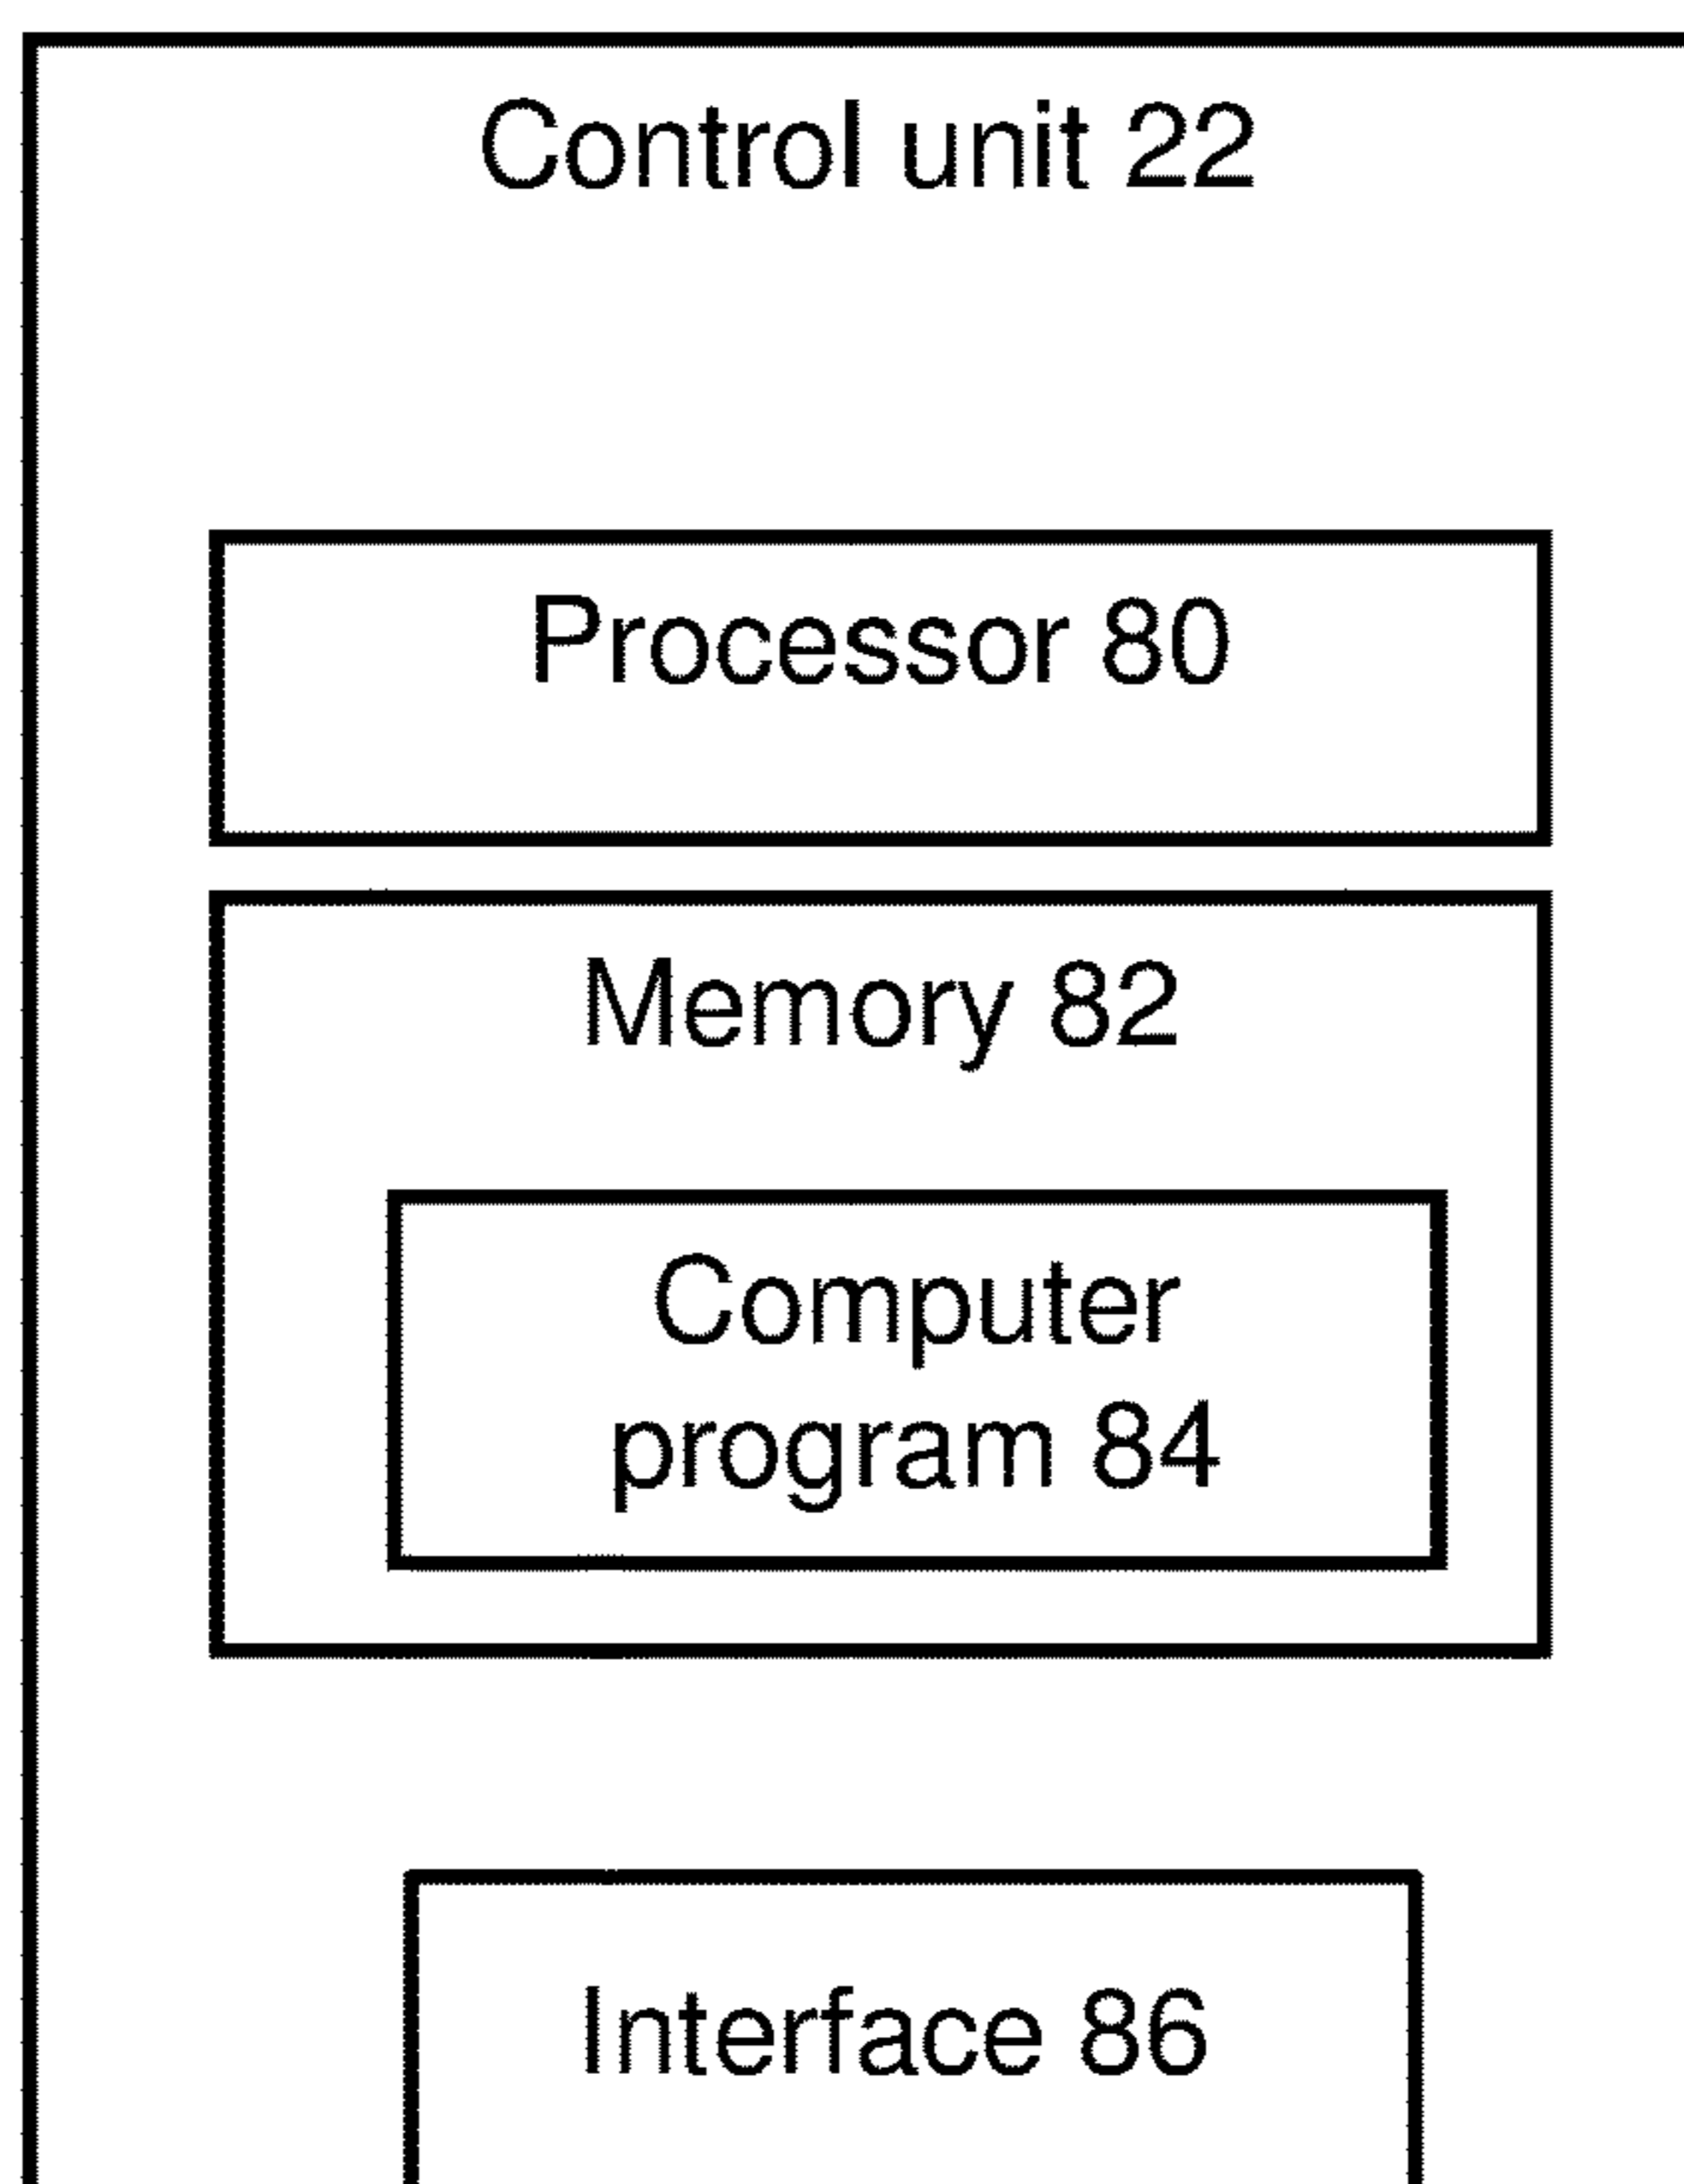 Control unit 22
Processor 80
Memory 82
Computer
program 84
Interface 86